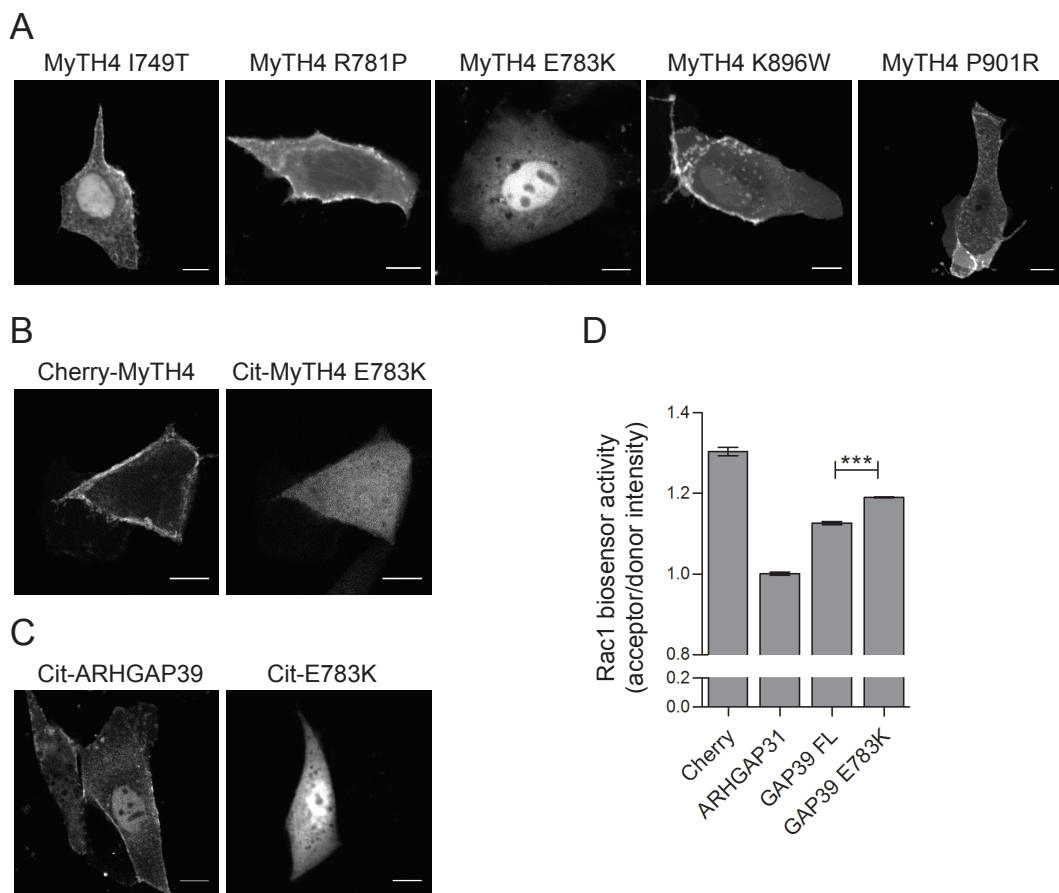 A
MyTH4 I749T
MyTH4 R781P
MyTH4 E783K
MyTH4 K896W
MyTH4 P901R
B
Cherry-MyTH4
Cit-MyTH4 E783K
C
Cit-ARHGAP39
Cit-E783K
D
Rac1 biosensor activity
(acceptor/donor intensity)
1.4
1.2
1.0
0.8
0.2
0.0
***
Cherry
ARHGAP31
GAP39 FL
GAP39 E783K